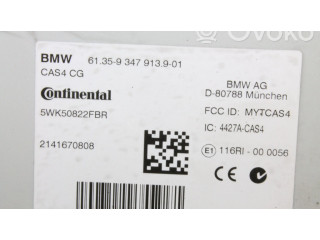 Ovoko
BMW 61.35-9 347 913.9-01
CAS4 CG
BMW AG
D-80788 München
Continental
FCC ID: MYTCAS4
5WK50822FBR
IC: 4427A-CAS4
2141670808
E1 116RI - 00 0056
CE